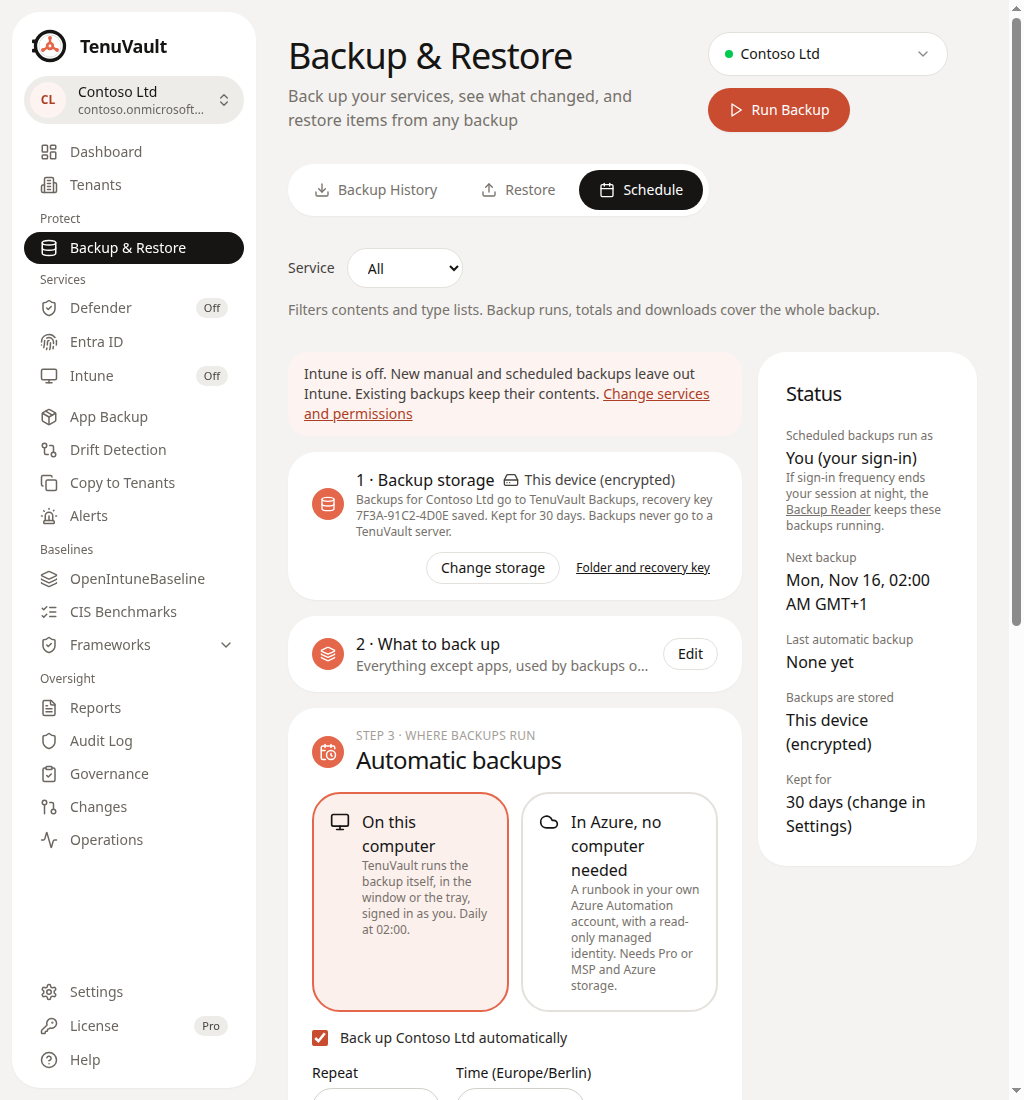 TenuVault
CL
Contoso Ltd
contoso.onmicrosoft...
Dashboard
Tenants
Protect
Backup & Restore
Services
Defender
Off
Entra ID
Intune
Off
App Backup
Drift Detection
Copy to Tenants
Alerts
Baselines
OpenIntuneBaseline
CIS Benchmarks
Frameworks
Oversight
Reports
Audit Log
Governance
Changes
Operations
Settings
License
Pro
Help
Backup & Restore
Back up your services, see what changed, and
restore items from any backup
Contoso Ltd
Run Backup
Backup History
Restore
Schedule
Service
All
Filters contents and type lists. Backup runs, totals and downloads cover the whole backup.
Intune is off. New manual and scheduled backups leave out
Intune. Existing backups keep their contents. Change services
and permissions
1 · Backup storage
This device (encrypted)
Backups for Contoso Ltd go to TenuVault Backups, recovery key
7F3A-91C2-4D0E saved. Kept for 30 days. Backups never go to a
TenuVault server.
Change storage
Folder and recovery key
2 · What to back up
Everything except apps, used by backups o...
Edit
STEP 3 · WHERE BACKUPS RUN
Automatic backups
On this
computer
TenuVault runs the
backup itself, in the
window or the tray,
signed in as you. Daily
at 02:00.
In Azure, no
computer
needed
A runbook in your own
Azure Automation
account, with a read-
only managed
identity. Needs Pro or
MSP and Azure
storage.
Back up Contoso Ltd automatically
Repeat
Time (Europe/Berlin)
Status
Scheduled backups run as
You (your sign-in)
If sign-in frequency ends
your session at night, the
Backup Reader keeps these
backups running.
Next backup
Mon, Nov 16, 02:00
AM GMT+1
Last automatic backup
None yet
Backups are stored
This device
(encrypted)
Kept for
30 days (change in
Settings)